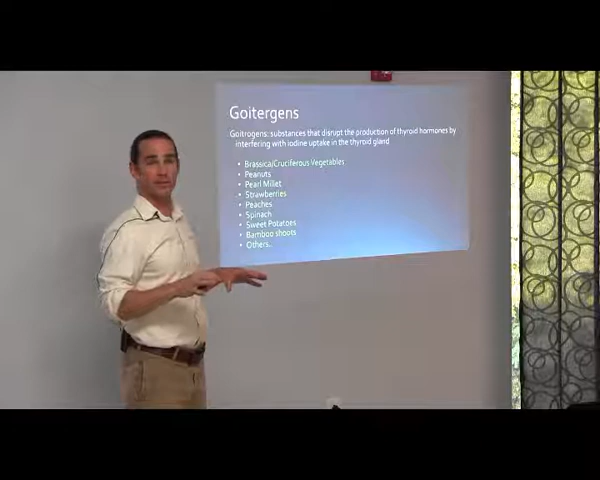 Goitergens
Goitrogens: substances that disrupt the production of thyroid hormones by
interfering with iodine uptake in the thyroid gland
• Brassica/Cruciferous Vegetables
• Peanuts
• Pearl Millet
• Strawberries
• Peaches
• Spinach
• Sweet Potatoes
• Bamboo shoots
• Others..